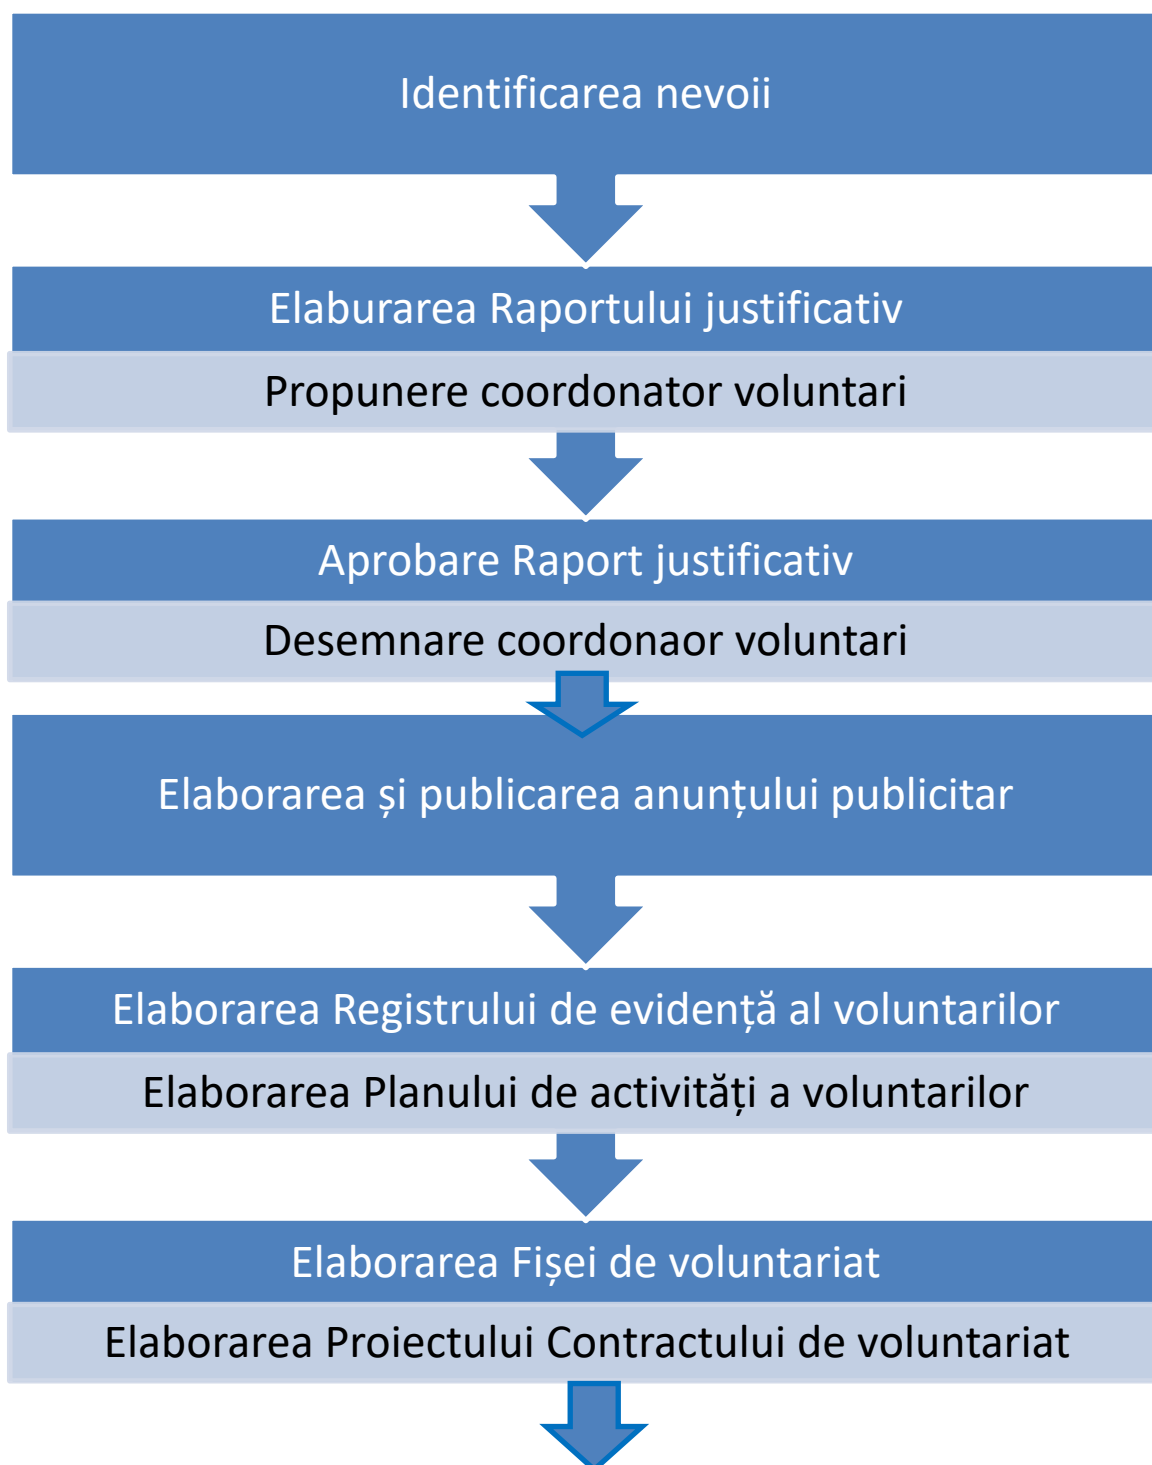 Identificarea nevoii
Elaburarea Raportului justificativ
Propunere coordonator voluntari
Aprobare Raport justificativ
Desemnare coordonaor voluntari
Elaborarea și publicarea anunțului publicitar
Elaborarea Registrului de evidență al voluntarilor
Elaborarea Planului de activități a voluntarilor
Elaborarea Fișei de voluntariat
Elaborarea Proiectului Contractului de voluntariat